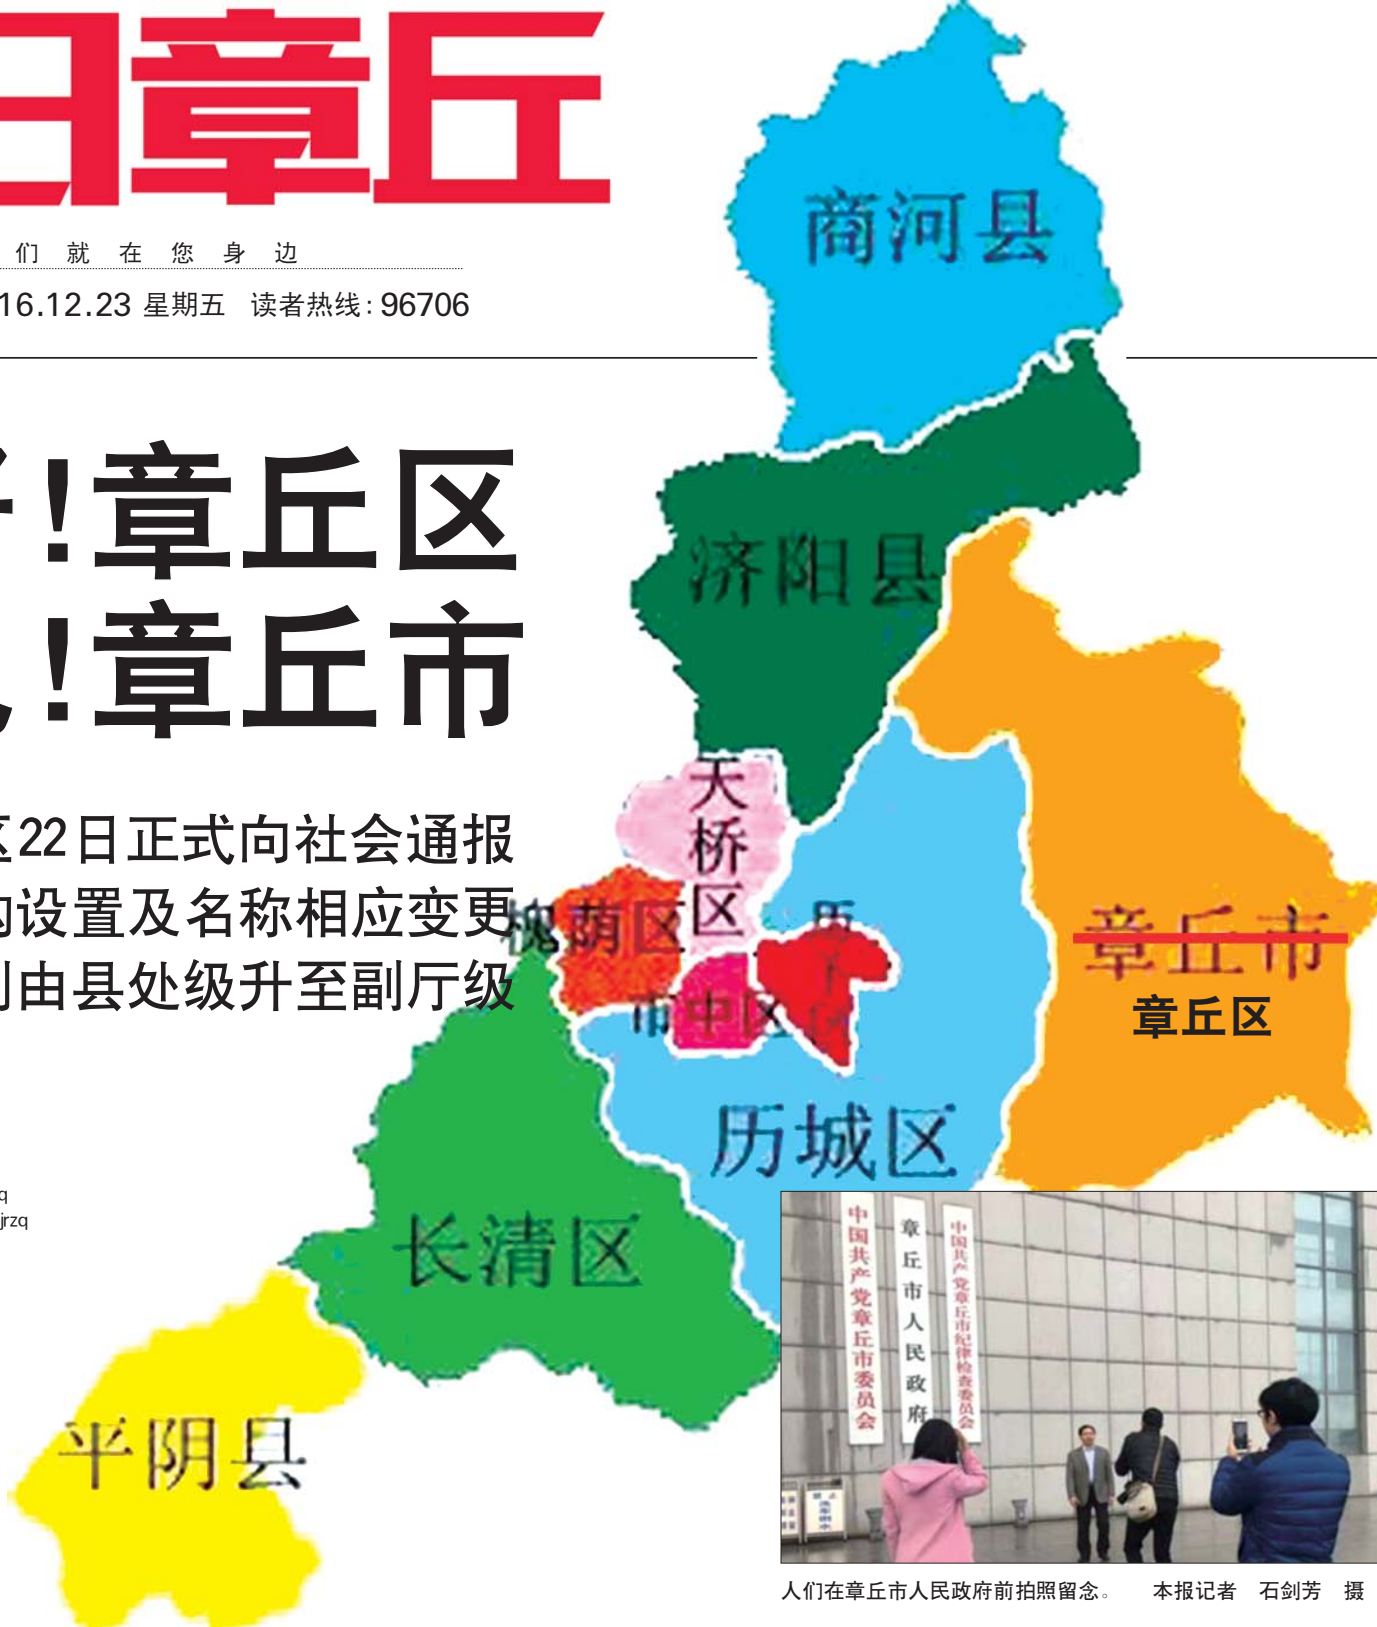 日章丘
们就在您身边
16.12.23 星期五 读者热线:96706
!章丘区
!章丘市
区22日正式向社会通报
构设置及名称相应变更
别由县处级升至副厅级
q
jrzq
商河县
济阳县
天桥区
槐荫区
历下区
市中区
章丘市
章丘区
历城区
长清区
平阴县
中国共产党章丘市委员会
章丘市人民政府
中国共产党章丘市纪律检查委员会
人们在章丘市人民政府前拍照留念。 本报记者 石剑芳 摄